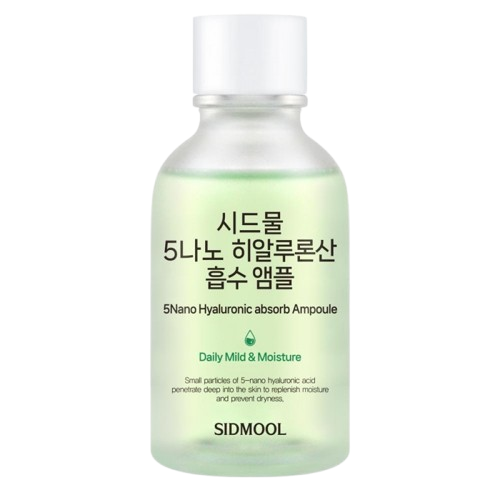 시드물
5나노 히알루론산
흡수 앰플
5Nano Hyaluronic absorb Ampoule
Daily Mild & Moisture
Small particles of 5-nano hyaluronic acid
penetrate deep into the skin to replenish moisture
and prevent dryness.
SIDMOOL